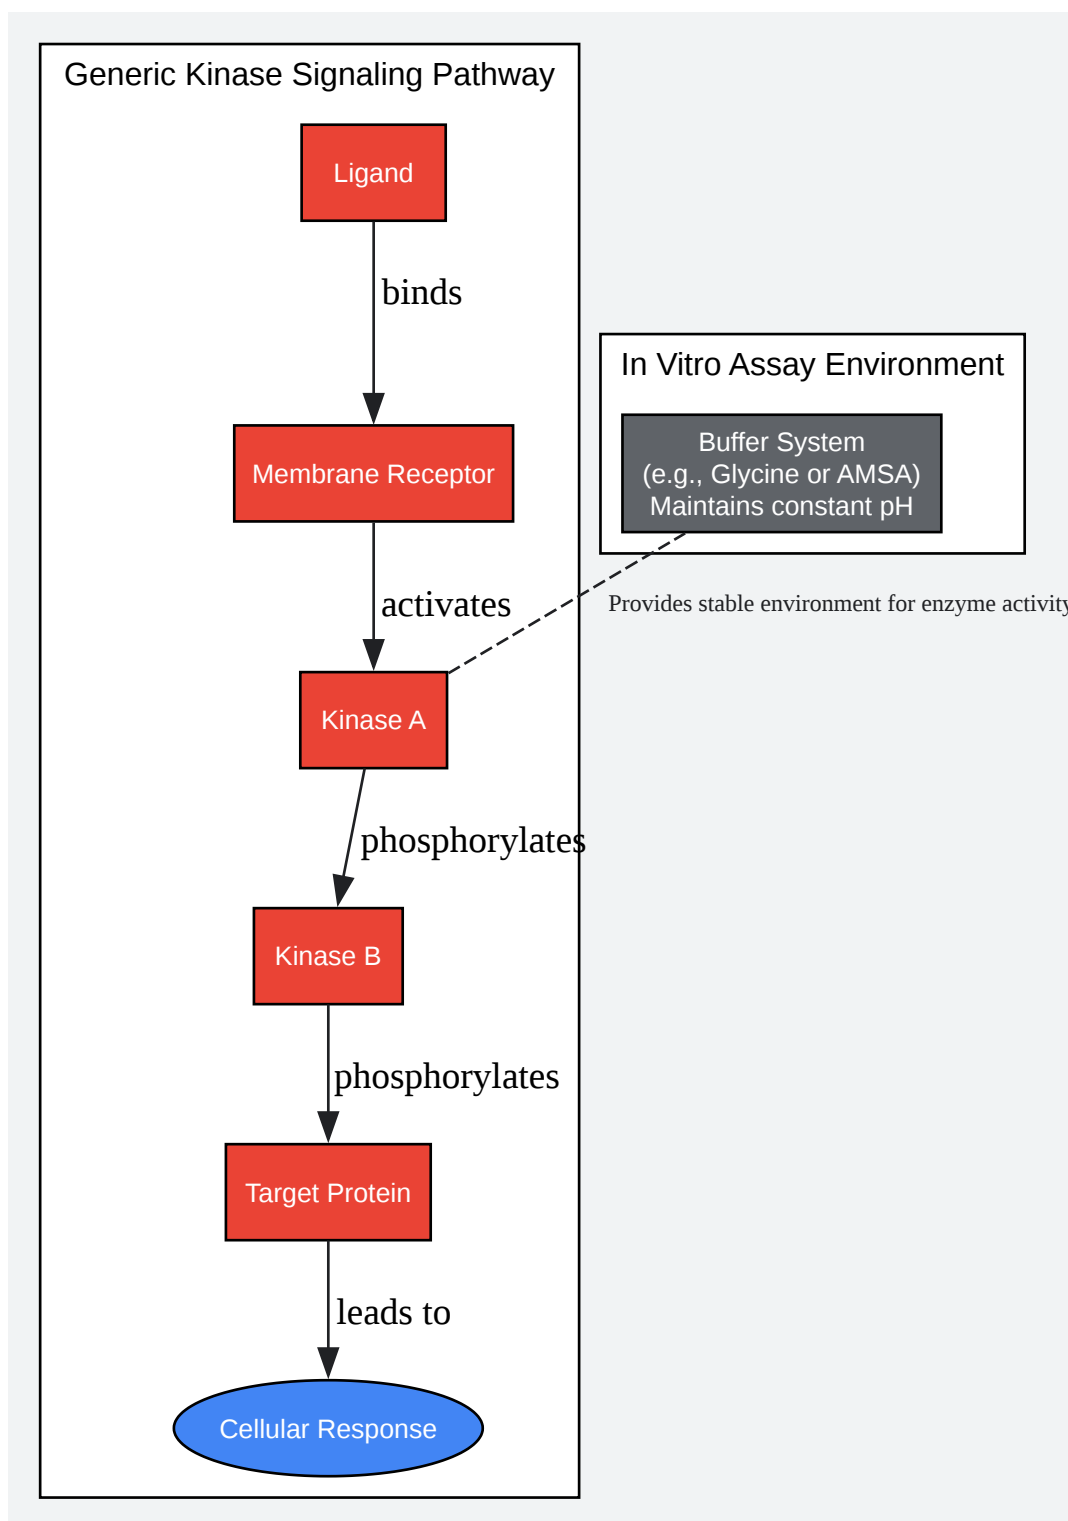 Generic Kinase Signaling Pathway
Ligand
binds
In Vitro Assay Environment
Buffer System
(e.g., Glycine or AMSA)
Maintains constant pH
Membrane Receptor
activates
Provides stable environment for enzyme activity
Kinase A
phosphorylates
Kinase B
phosphorylates
Target Protein
leads to
Cellular Response